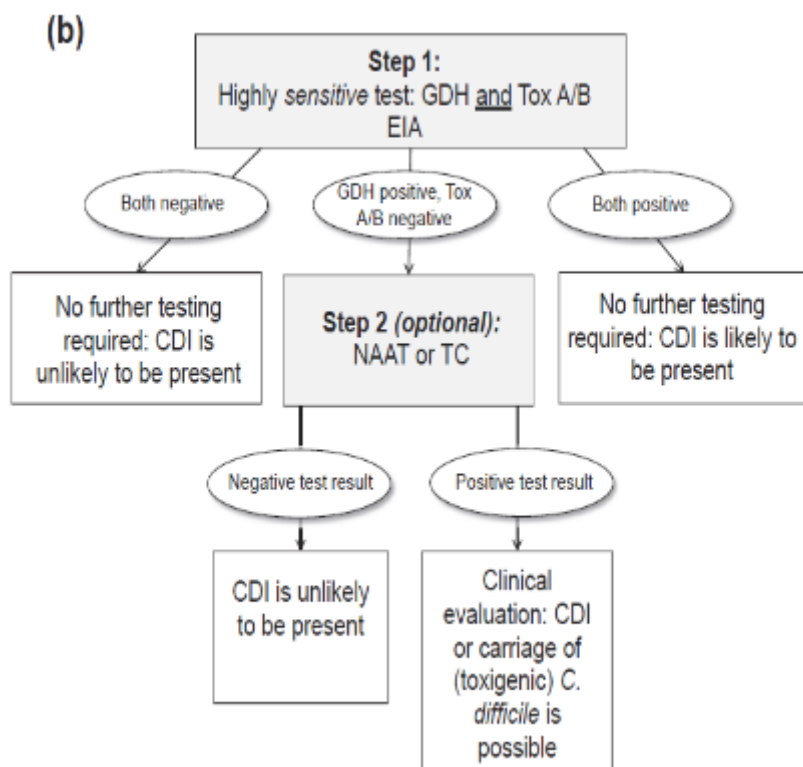 (b)
Step 1:
Highly sensitive test: GDH and Tox A/B
EIA
Both negative
GDH positive, Tox
A/B negative
Both positive
No further testing
required: CDI is
unlikely to be present
Step 2 (optional):
NAAT or TC
No further testing
required: CDI is likely to
be present
Negative test result
Positive test result
CDI is unlikely
to be present
Clinical
evaluation: CDI
or carriage of
(toxigenic) C.
difficile is
possible